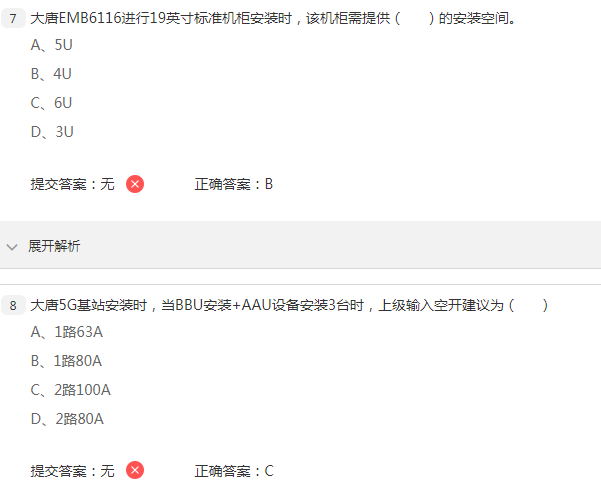 7 大唐EMB6116进行19英寸标准机柜安装时，该机柜需提供（ ）的安装空间。
A、5U
B、4U
C、6U
D、3U
提交答案：无 正确答案：B
展开解析
8 大唐5G基站安装时，当BBU安装+AAU设备安装3台时，上级输入空开建议为（ ）
A、1路63A
B、1路80A
C、2路100A
D、2路80A
提交答案：无 正确答案：C